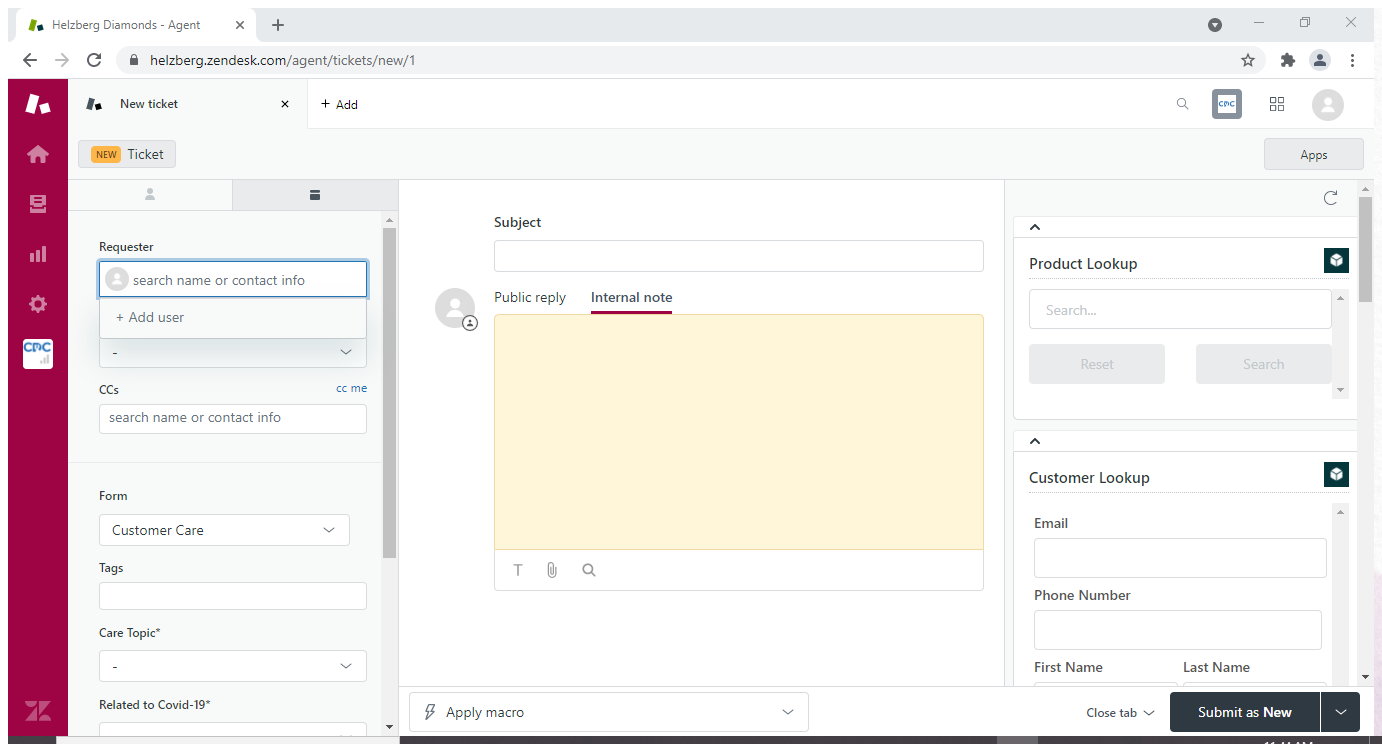 Helzberg Diamonds - Agent
helzberg.zendesk.com/agent/tickets/new/1
New ticket
+ Add
CMC
NEW Ticket
Apps
Requester
search name or contact info
+ Add user
-
CCs
cc me
search name or contact info
Form
Customer Care
Tags
Care Topic*
-
Related to Covid-19*
CMC
Subject
Public reply
Internal note
T
Apply macro
Product Lookup
Search...
Reset
Search
Customer Lookup
Email
Phone Number
First Name
Last Name
Close tab
Submit as New